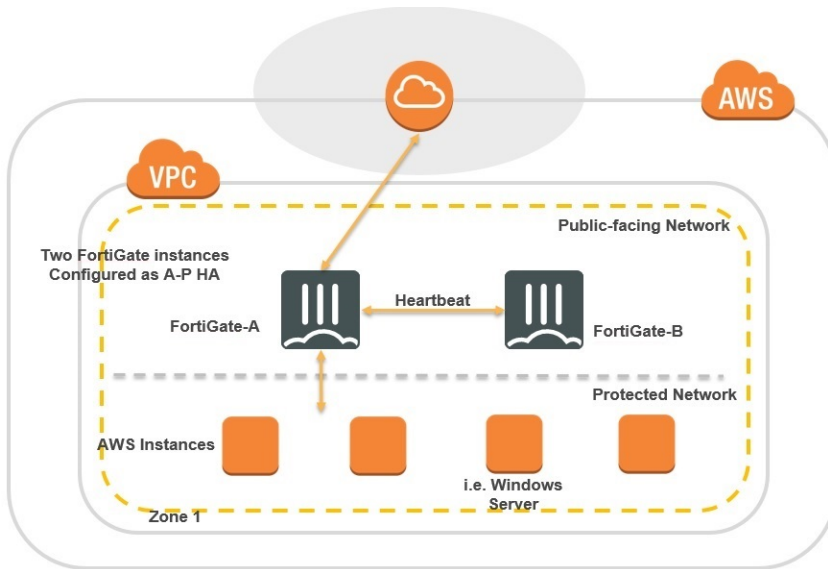 AWS
VPC
Public-facing Network
Two FortiGate instances
Configured as A-P HA
Heartbeat
FortiGate-A
FortiGate-B
Protected Network
AWS Instances
i.e. Windows
Server
Zone 1